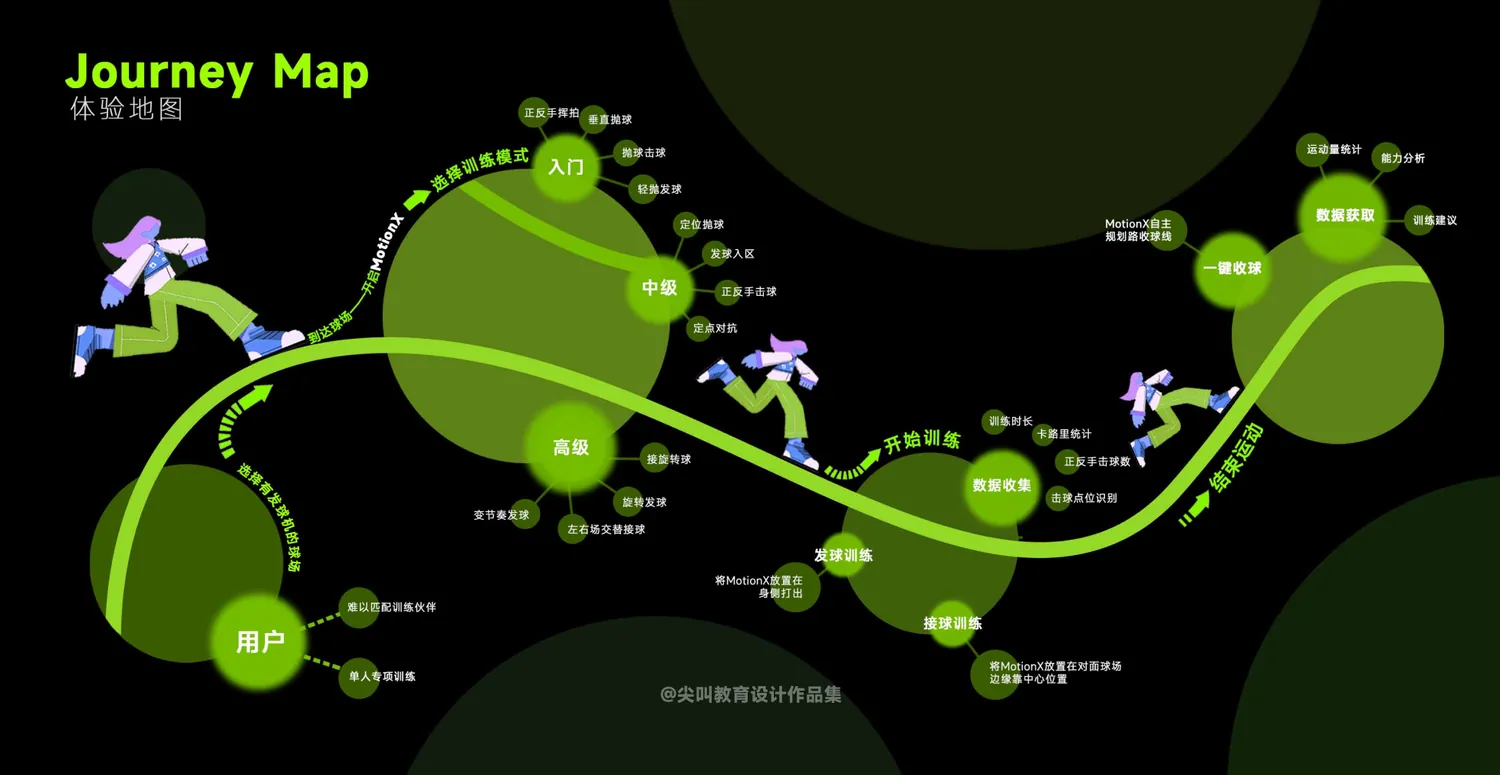 Journey Map
体验地图
用户
难以匹配训练伙伴
单人专项训练
选择有发球机的球场
到达球场
开启MotionX
选择训练模式
入门
正反手挥拍
垂直抛球
抛球击球
轻抛发球
中级
定位抛球
发球入区
正反手击球
定点对抗
高级
接旋转球
旋转发球
左右场交替接球
变节奏发球
开始训练
数据收集
训练时长
卡路里统计
正反手击球数
击球点位识别
发球训练
将MotionX放置在
身侧打出
接球训练
将MotionX放置在对面球场
边缘靠中心位置
结束运动
一键收球
MotionX自主
规划路收球线
数据获取
运动量统计
能力分析
训练建议
@尖叫教育设计作品集